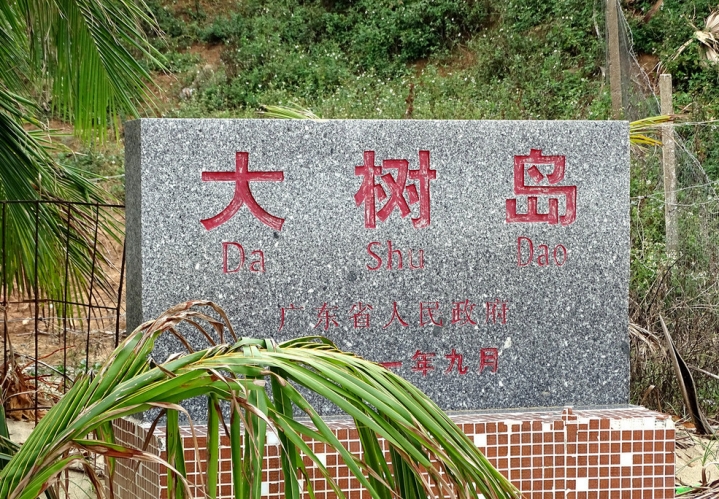 大树岛
Da Shu Dao
广东省人民政府
一年九月